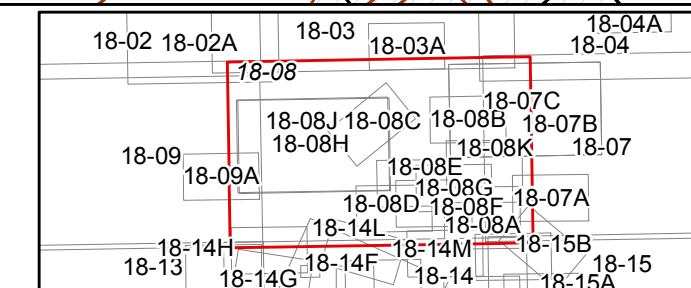 18-03 18-04A
18-02 18-02A 18-03A 18-04
18-08
18-07C
18-08J 18-08C 18-08B 18-07B
18-08H 18-08K 18-07
18-09 18-08E
18-09A 18-08G 18-07A
18-08D 18-08F
18-14L 18-08A
18-14H 18-14M 18-15B
18-13 18-14F 18-15
18-14G 18-14 18-15A